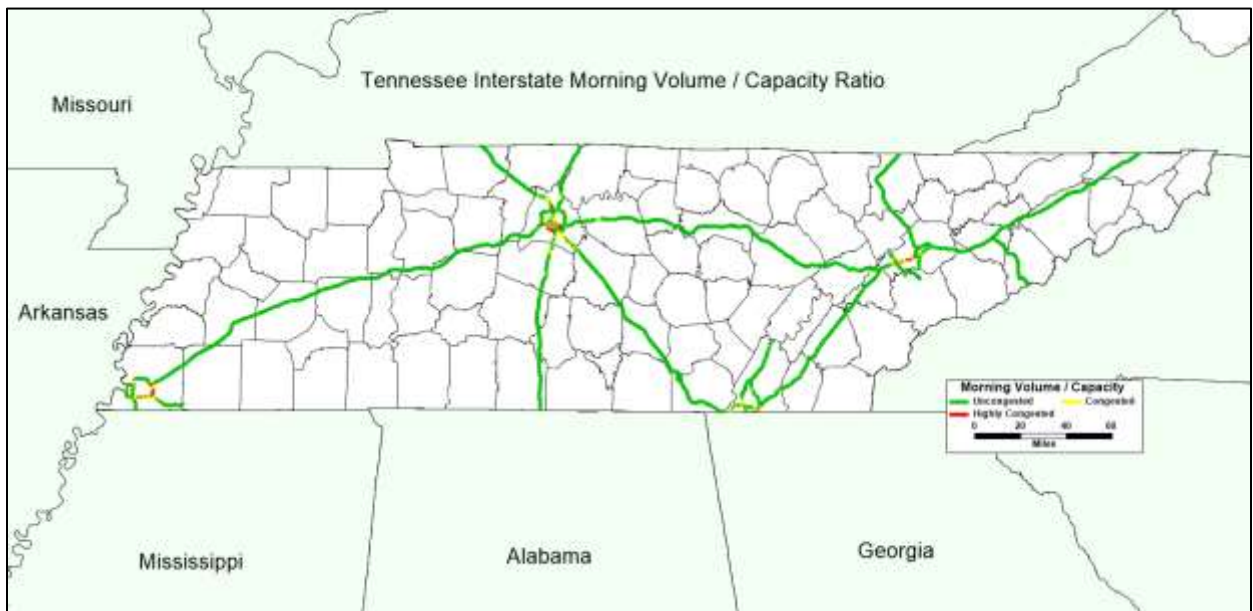 Tennessee Interstate Morning Volume / Capacity Ratio
Missouri
Arkansas
Morning Volume / Capacity
Uncongested Congested
Highly Congested
0 20 40 60
Miles
Mississippi
Alabama
Georgia